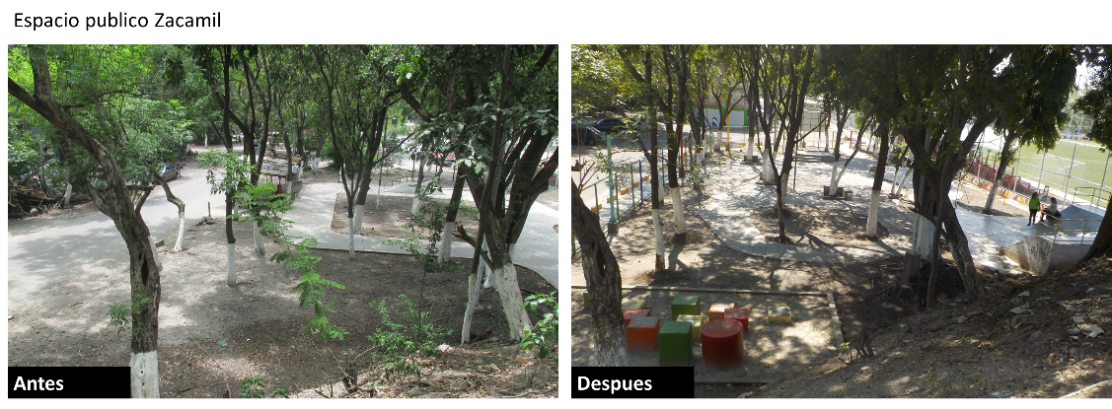 Espacio publico Zacamil
Antes
Despues